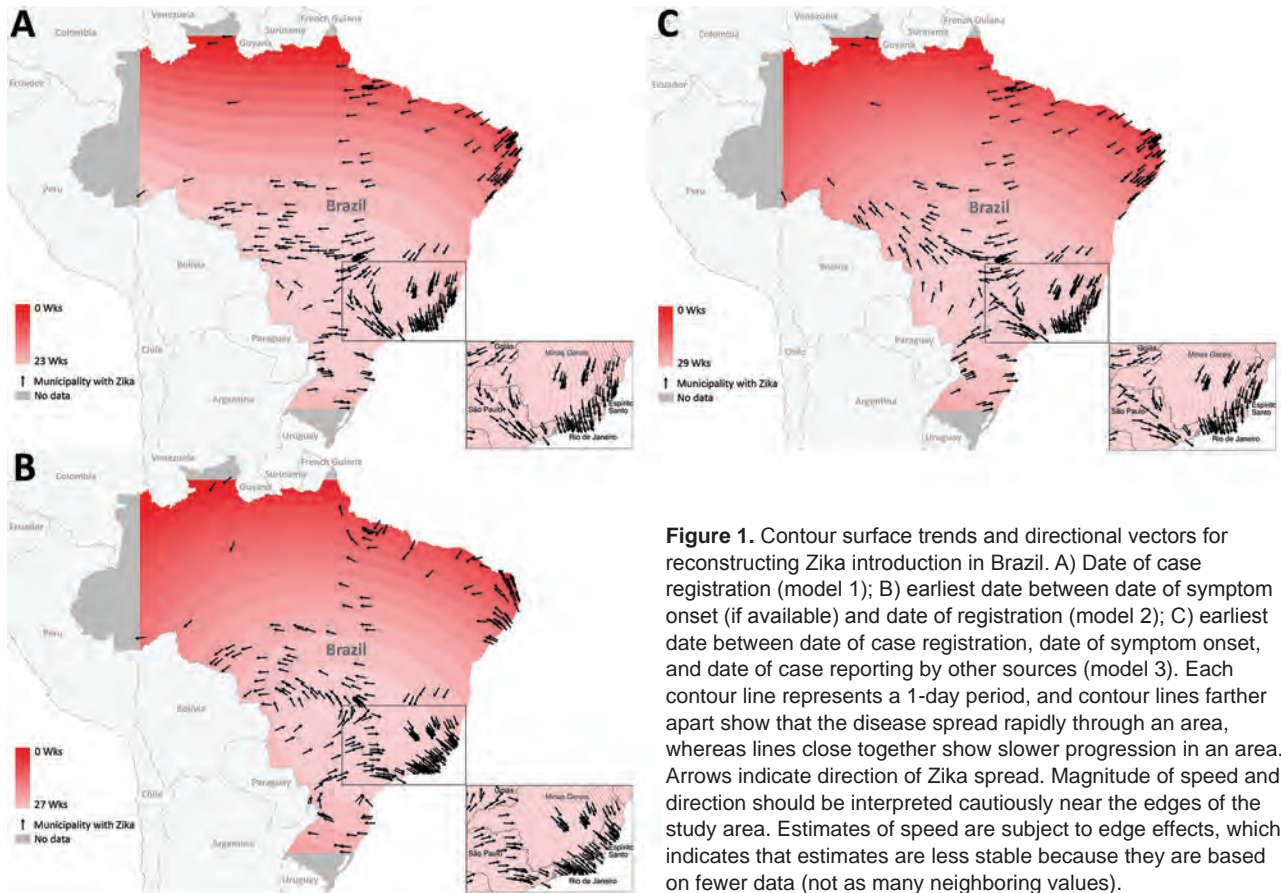 A
Venezuela
French Guiana
Suriname
Guyana
Colombia
Ecuador
Peru
Brazil
Bolivia
Paraguay
Chile
Argentina
Uruguay
0 Wks
23 Wks
Municipality with Zika
No data
Goiás
Minas Gerais
São Paulo
Espírito
Santo
Rio de Janeiro
C
Venezuela
French Guiana
Suriname
Guyana
Colombia
Ecuador
Peru
Brazil
Bolivia
Paraguay
Chile
Argentina
Uruguay
0 Wks
29 Wks
Municipality with Zika
No data
Goiás
Minas Gerais
São Paulo
Espírito
Santo
Rio de Janeiro
B
Venezuela
French Guiana
Suriname
Guyana
Colombia
Ecuador
Peru
Brazil
Bolivia
Paraguay
Chile
Argentina
Uruguay
0 Wks
27 Wks
Municipality with Zika
No data
Goiás
Minas Gerais
São Paulo
Espírito
Santo
Rio de Janeiro
Figure 1. Contour surface trends and directional vectors for
reconstructing Zika introduction in Brazil. A) Date of case
registration (model 1); B) earliest date between date of symptom
onset (if available) and date of registration (model 2); C) earliest
date between date of case registration, date of symptom onset,
and date of case reporting by other sources (model 3). Each
contour line represents a 1-day period, and contour lines farther
apart show that the disease spread rapidly through an area,
whereas lines close together show slower progression in an area.
Arrows indicate direction of Zika spread. Magnitude of speed and
direction should be interpreted cautiously near the edges of the
study area. Estimates of speed are subject to edge effects, which
indicates that estimates are less stable because they are based
on fewer data (not as many neighboring values).